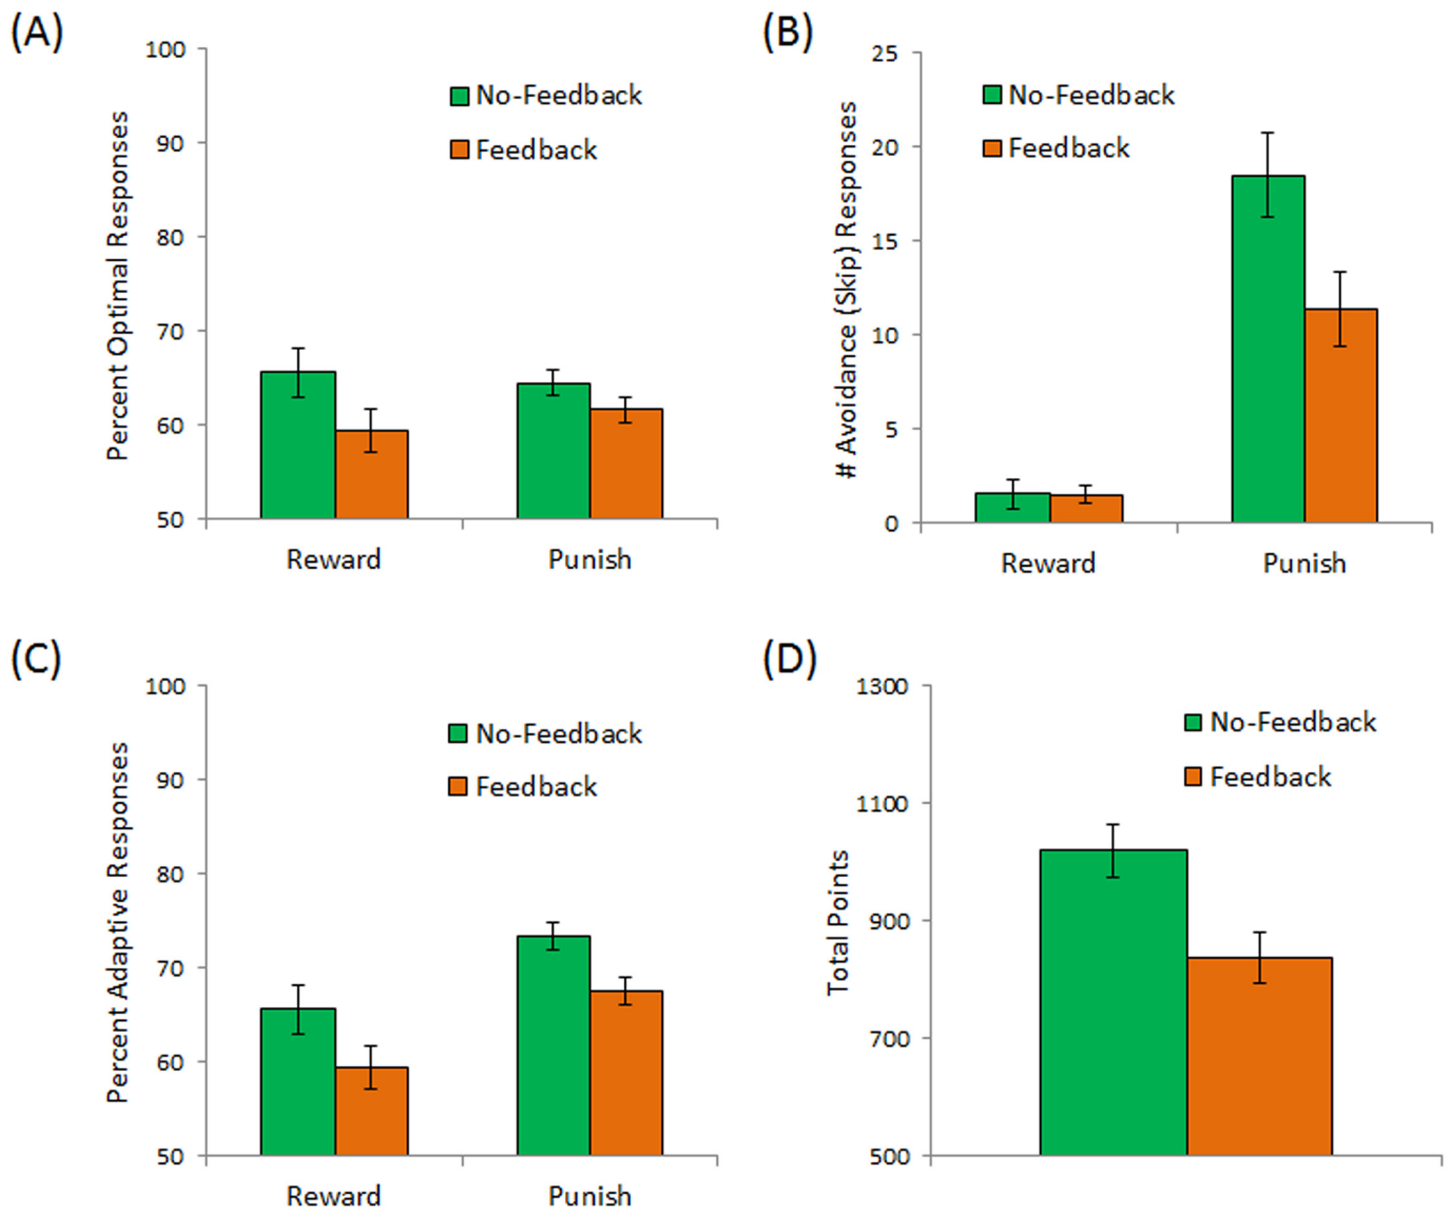 (A)
Percent Optimal Responses
100
90
80
70
60
50
No-Feedback
Feedback
Reward
Punish
(B)
# Avoidance (Skip) Responses
25
20
15
10
5
0
No-Feedback
Feedback
Reward
Punish
(C)
Percent Adaptive Responses
100
90
80
70
60
50
No-Feedback
Feedback
Reward
Punish
(D)
Total Points
1300
1100
900
700
500
No-Feedback
Feedback